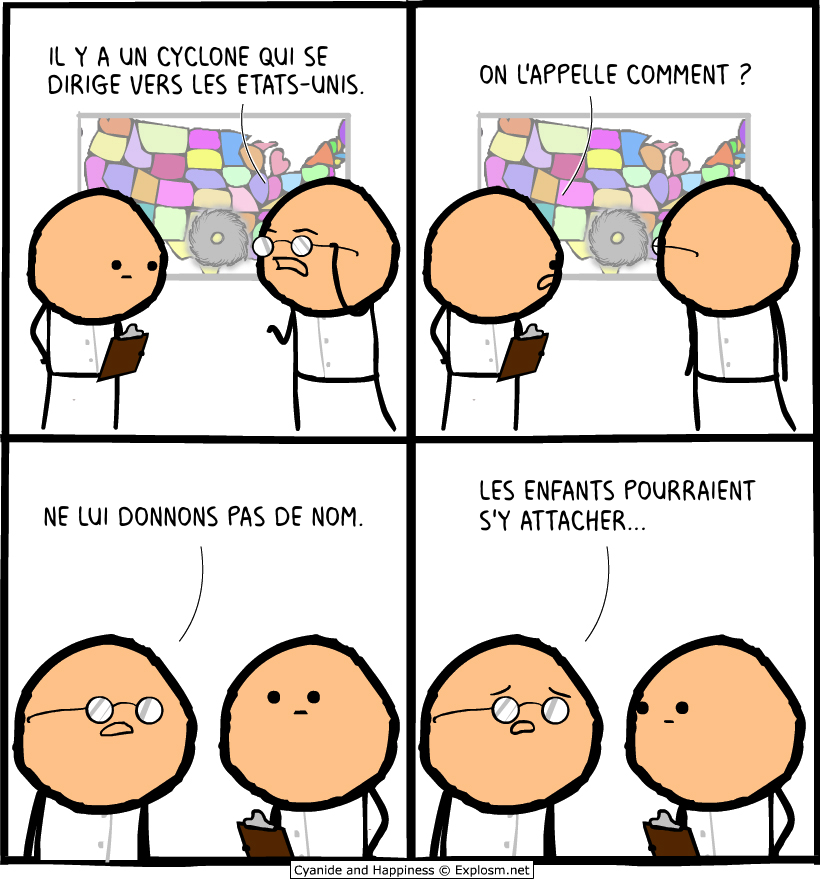 IL Y A UN CYCLONE QUI SE
DIRIGE VERS LES ETATS-UNIS.
ON L'APPELLE COMMENT ?
NE LUI DONNONS PAS DE NOM.
LES ENFANTS POURRAIENT
S'Y ATTACHER...
Cyanide and Happiness © Explosm.net